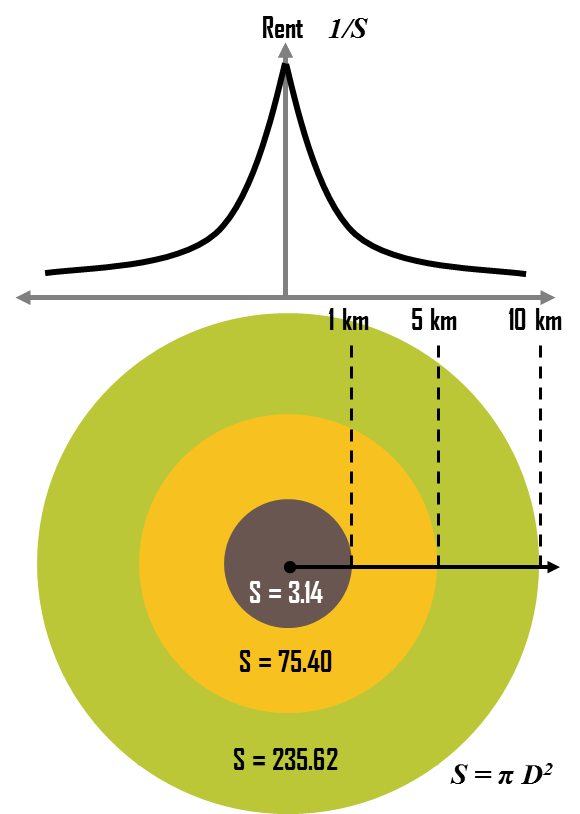 Rent 1/S
1 km 5 km 10 km
S = 3.14
S = 75.40
S = 235.62
S = π D²